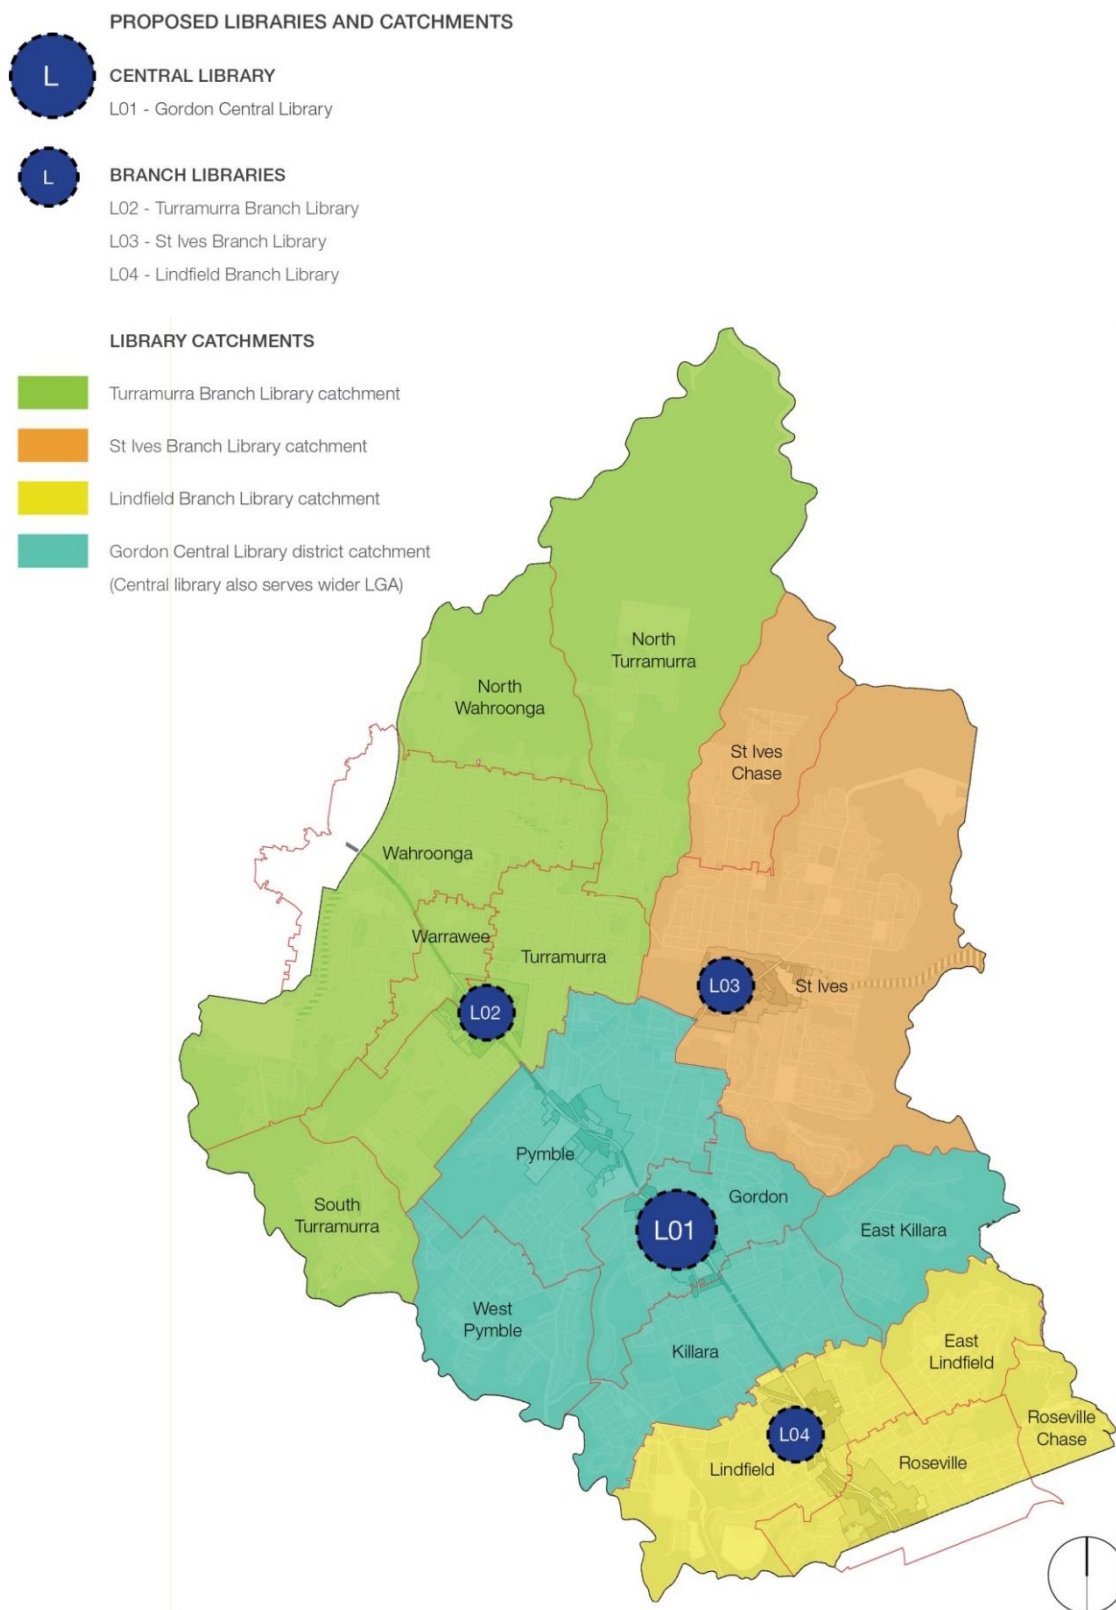 PROPOSED LIBRARIES AND CATCHMENTS
L
CENTRAL LIBRARY
L01 - Gordon Central Library
L
BRANCH LIBRARIES
L02 - Turramurra Branch Library
L03 - St Ives Branch Library
L04 - Lindfield Branch Library
LIBRARY CATCHMENTS
Turramurra Branch Library catchment
St Ives Branch Library catchment
Lindfield Branch Library catchment
Gordon Central Library district catchment
(Central library also serves wider LGA)
North
Turramurra
North
Wahroonga
St Ives
Chase
Wahroonga
Warrawee
Turramurra
L03
St Ives
L02
Pymble
Gordon
South
Turramurra
L01
East Killara
West
Pymble
Killara
East
Lindfield
Roseville
Chase
L04
Lindfield
Roseville